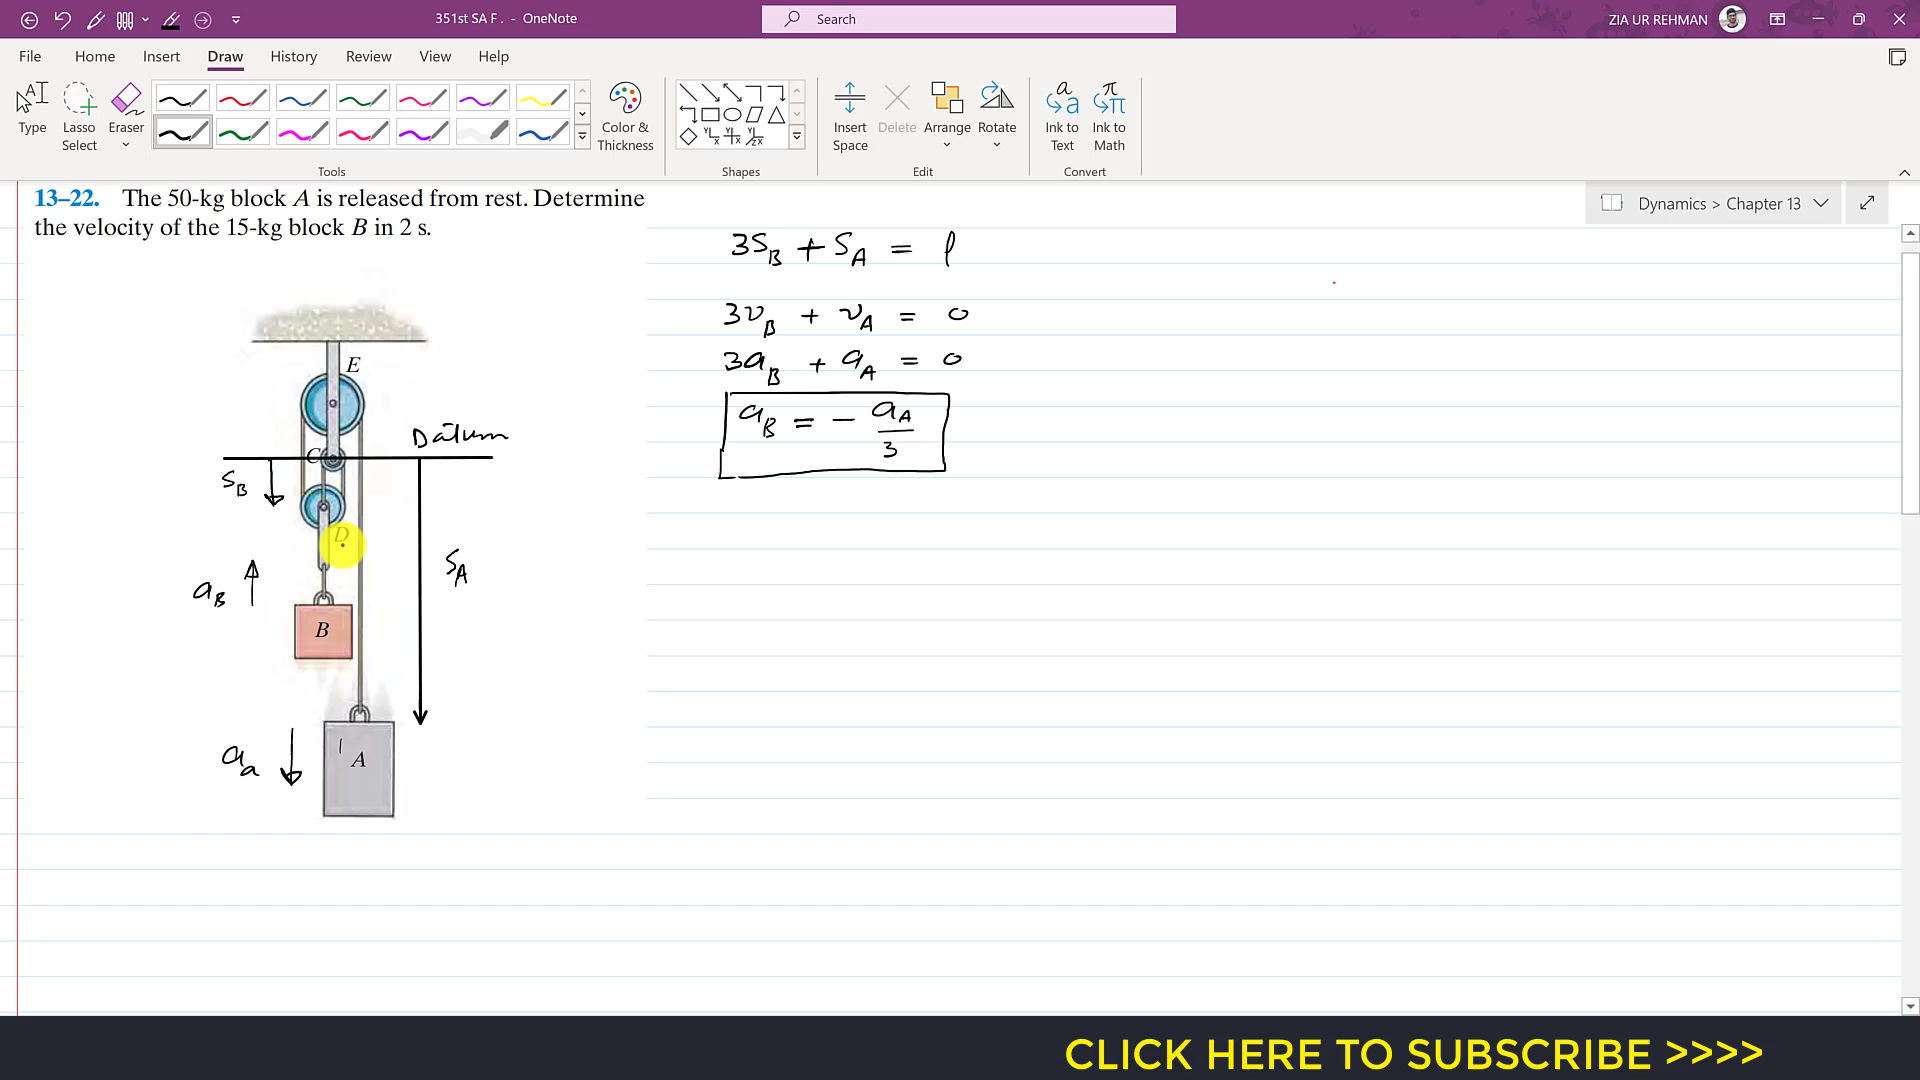 351st SA F . - OneNote
Search
ZIA UR REHMAN
File Home Insert Draw History Review View Help
Type
Lasso Select
Eraser
Color & Thickness
Insert Space
Delete
Arrange
Rotate
Ink to Text
Ink to Math
Tools
Shapes
Edit
Convert
Dynamics > Chapter 13
13–22. The 50-kg block A is released from rest. Determine
the velocity of the 15-kg block B in 2 s.
E
Datum
C
S_B
D
S_A
a_B
B
a_a
A
3S_B + S_A = l
3v_B + v_A = 0
3a_B + a_A = 0
a_B = - a_A/3
CLICK HERE TO SUBSCRIBE >>>>